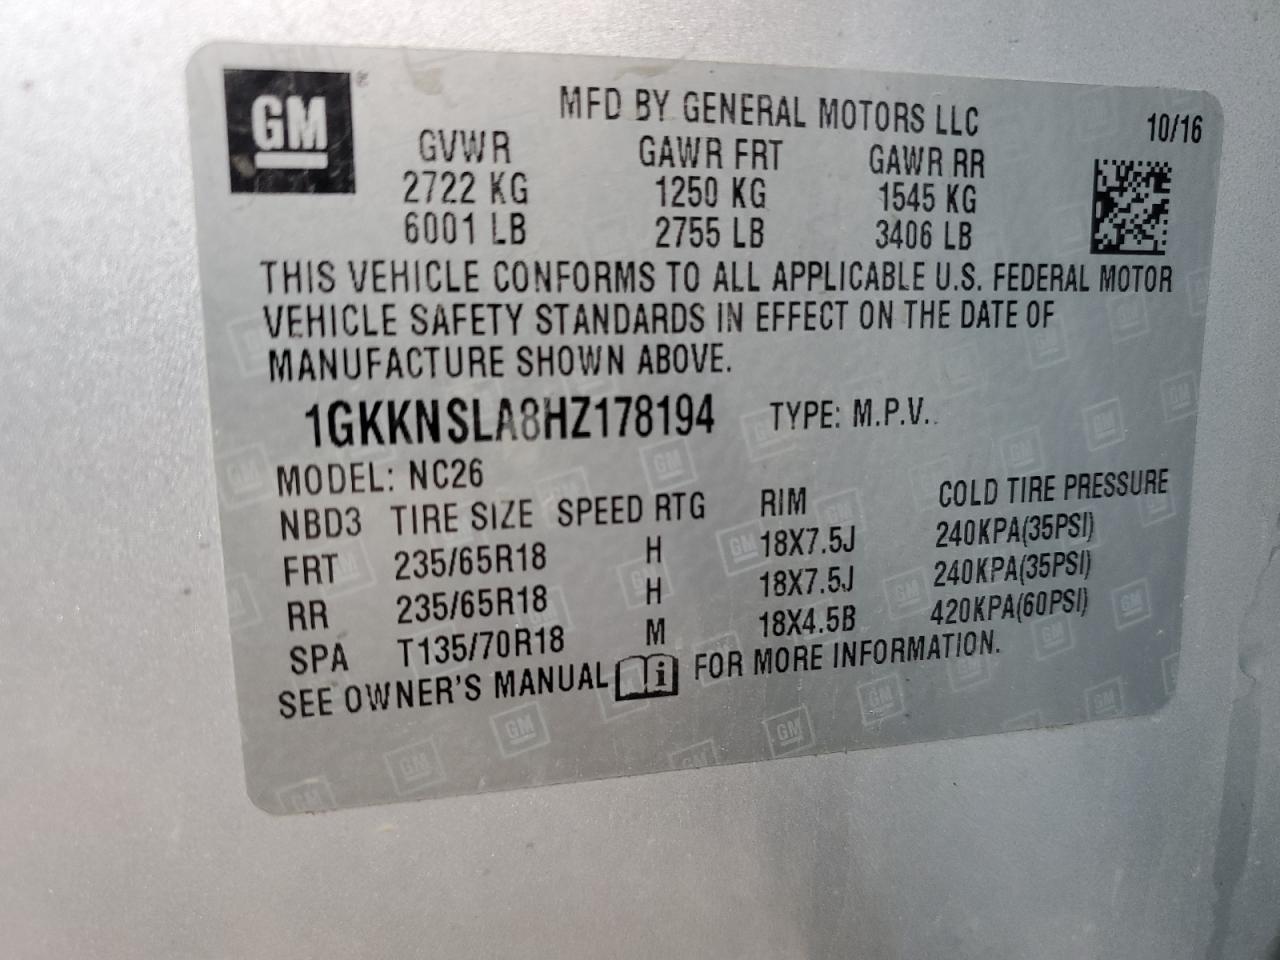 GM
MFD BY GENERAL MOTORS LLC
10/16
GVWR GAWR FRT GAWR RR
2722 KG 1250 KG 1545 KG
6001 LB 2755 LB 3406 LB
THIS VEHICLE CONFORMS TO ALL APPLICABLE U.S. FEDERAL MOTOR
VEHICLE SAFETY STANDARDS IN EFFECT ON THE DATE OF
MANUFACTURE SHOWN ABOVE.
1GKKNSLA8HZ178194 TYPE: M.P.V.
MODEL: NC26
NBD3 TIRE SIZE SPEED RTG RIM COLD TIRE PRESSURE
FRT 235/65R18 H 18X7.5J 240KPA(35PSI)
RR 235/65R18 H 18X7.5J 240KPA(35PSI)
SPA T135/70R18 M 18X4.5B 420KPA(60PSI)
SEE OWNER'S MANUAL i FOR MORE INFORMATION.